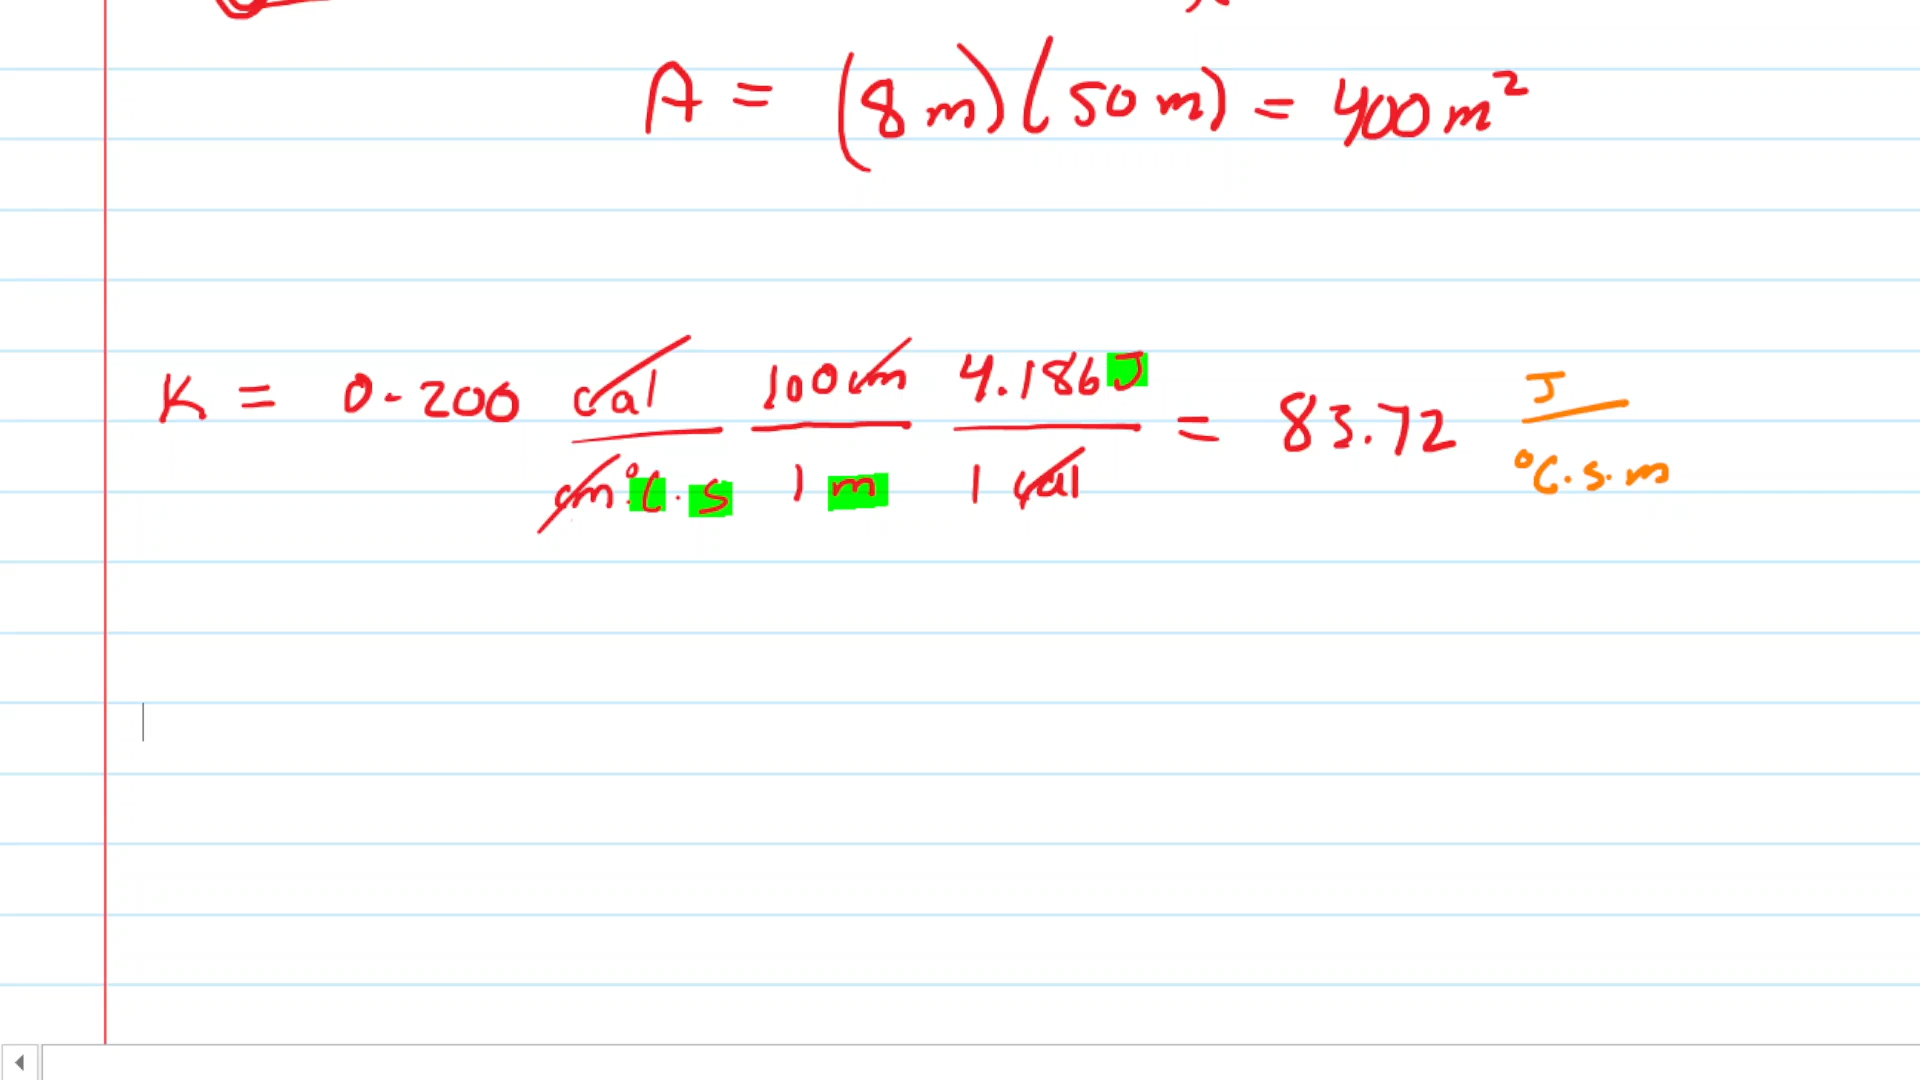 A = (8 m)(50 m) = 400 m²
K = 0.200 cal/cm°C·s 100 cm/1 m 4.186 J/1 cal = 83.72 J/°C·s·m